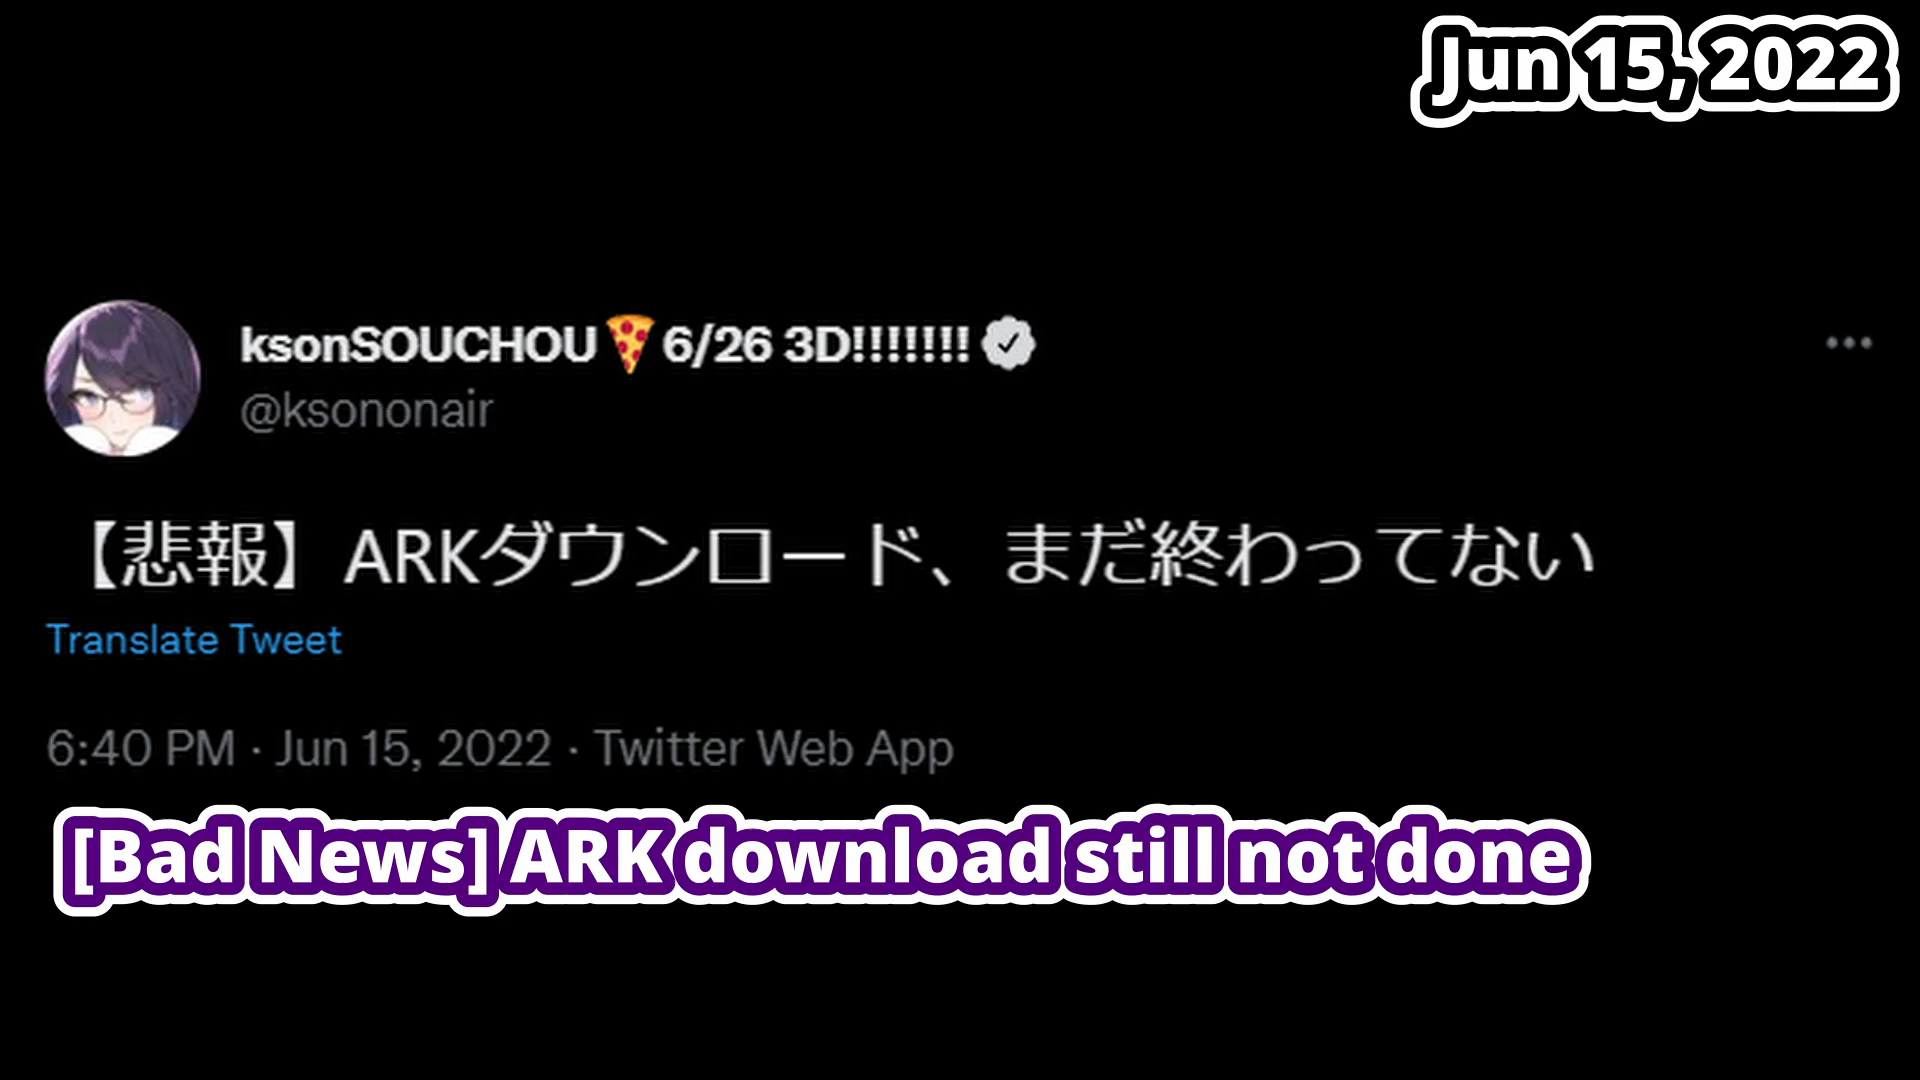 Jun 15, 2022
ksonSOUCHOU🍕6/26 3D!!!!!!!
@ksononair
【悲報】ARKダウンロード、まだ終わってない
Translate Tweet
6:40 PM · Jun 15, 2022 · Twitter Web App
[Bad News] ARK download still not done